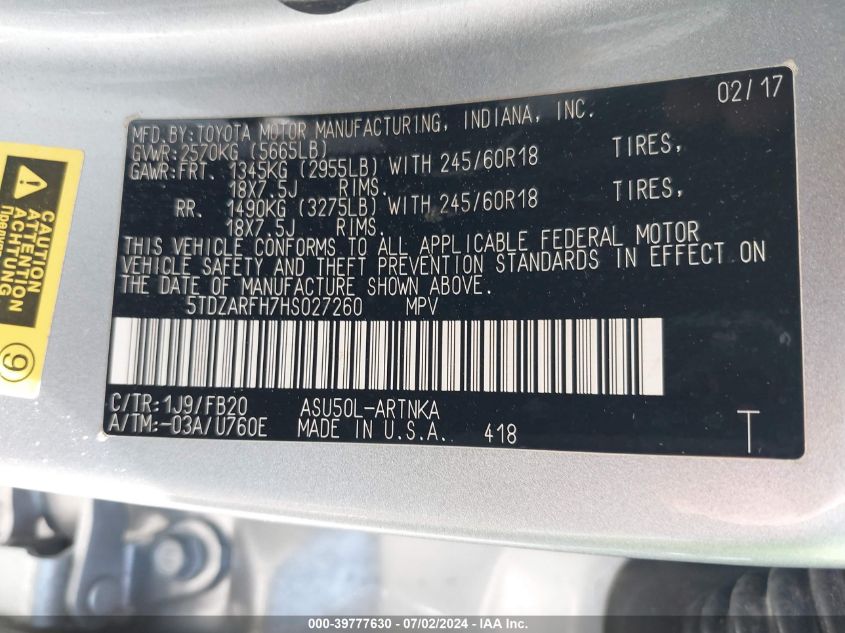 02/17
MFD. BY: TOYOTA MOTOR MANUFACTURING, INDIANA, INC.
GVWR: 2570KG (5665LB)
GAWR: FRT. 1345KG (2955LB) WITH 245/60R18 TIRES,
18X7.5J RIMS.
RR. 1490KG (3275LB) WITH 245/60R18 TIRES,
18X7.5J RIMS.
THIS VEHICLE CONFORMS TO ALL APPLICABLE FEDERAL MOTOR
VEHICLE SAFETY AND THEFT PREVENTION STANDARDS IN EFFECT ON
THE DATE OF MANUFACTURE SHOWN ABOVE.
5TDZARFH7HS027260 MPV
C/TR: 1J9/FB20 ASU50L-ARTNKA
A/TM: -03A/U760E MADE IN U.S.A. 418 T
CAUTION
ATTENTION
ACHTUNG
9
000-39777630 - 07/02/2024 - IAA Inc.